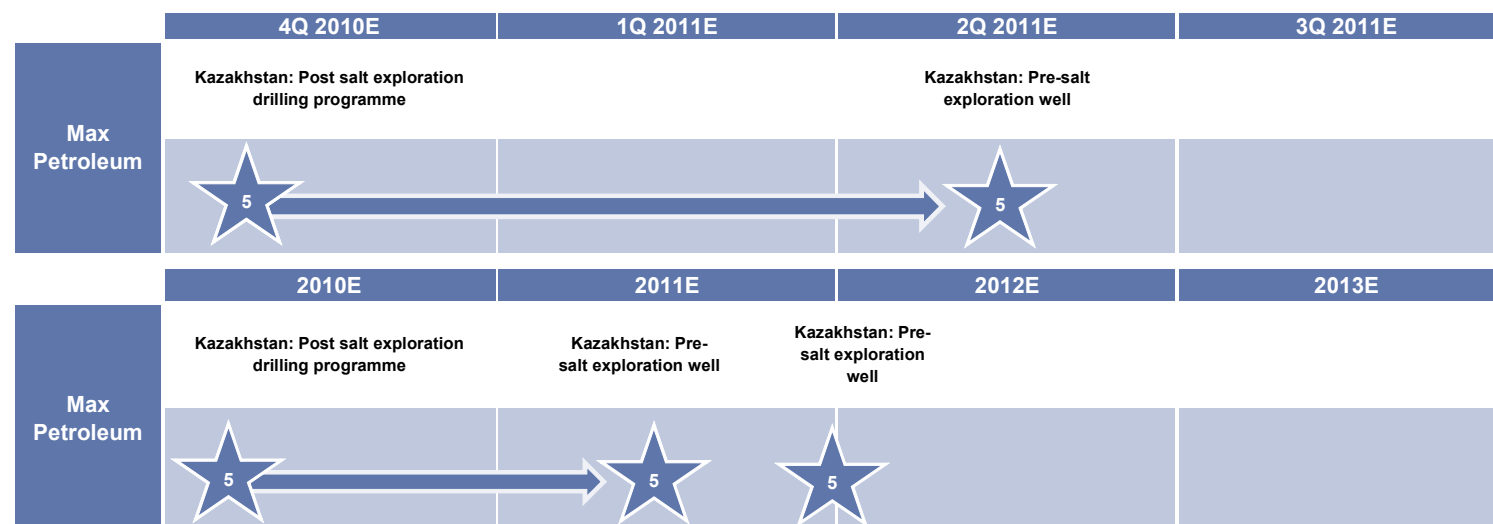 4Q 2010E 1Q 2011E 2Q 2011E 3Q 2011E
Max
Petroleum
Kazakhstan: Post salt exploration
drilling programme
Kazakhstan: Pre-salt
exploration well
5
5
2010E 2011E 2012E 2013E
Max
Petroleum
Kazakhstan: Post salt exploration
drilling programme
Kazakhstan: Pre-
salt exploration well
Kazakhstan: Pre-
salt exploration
well
5
5
5